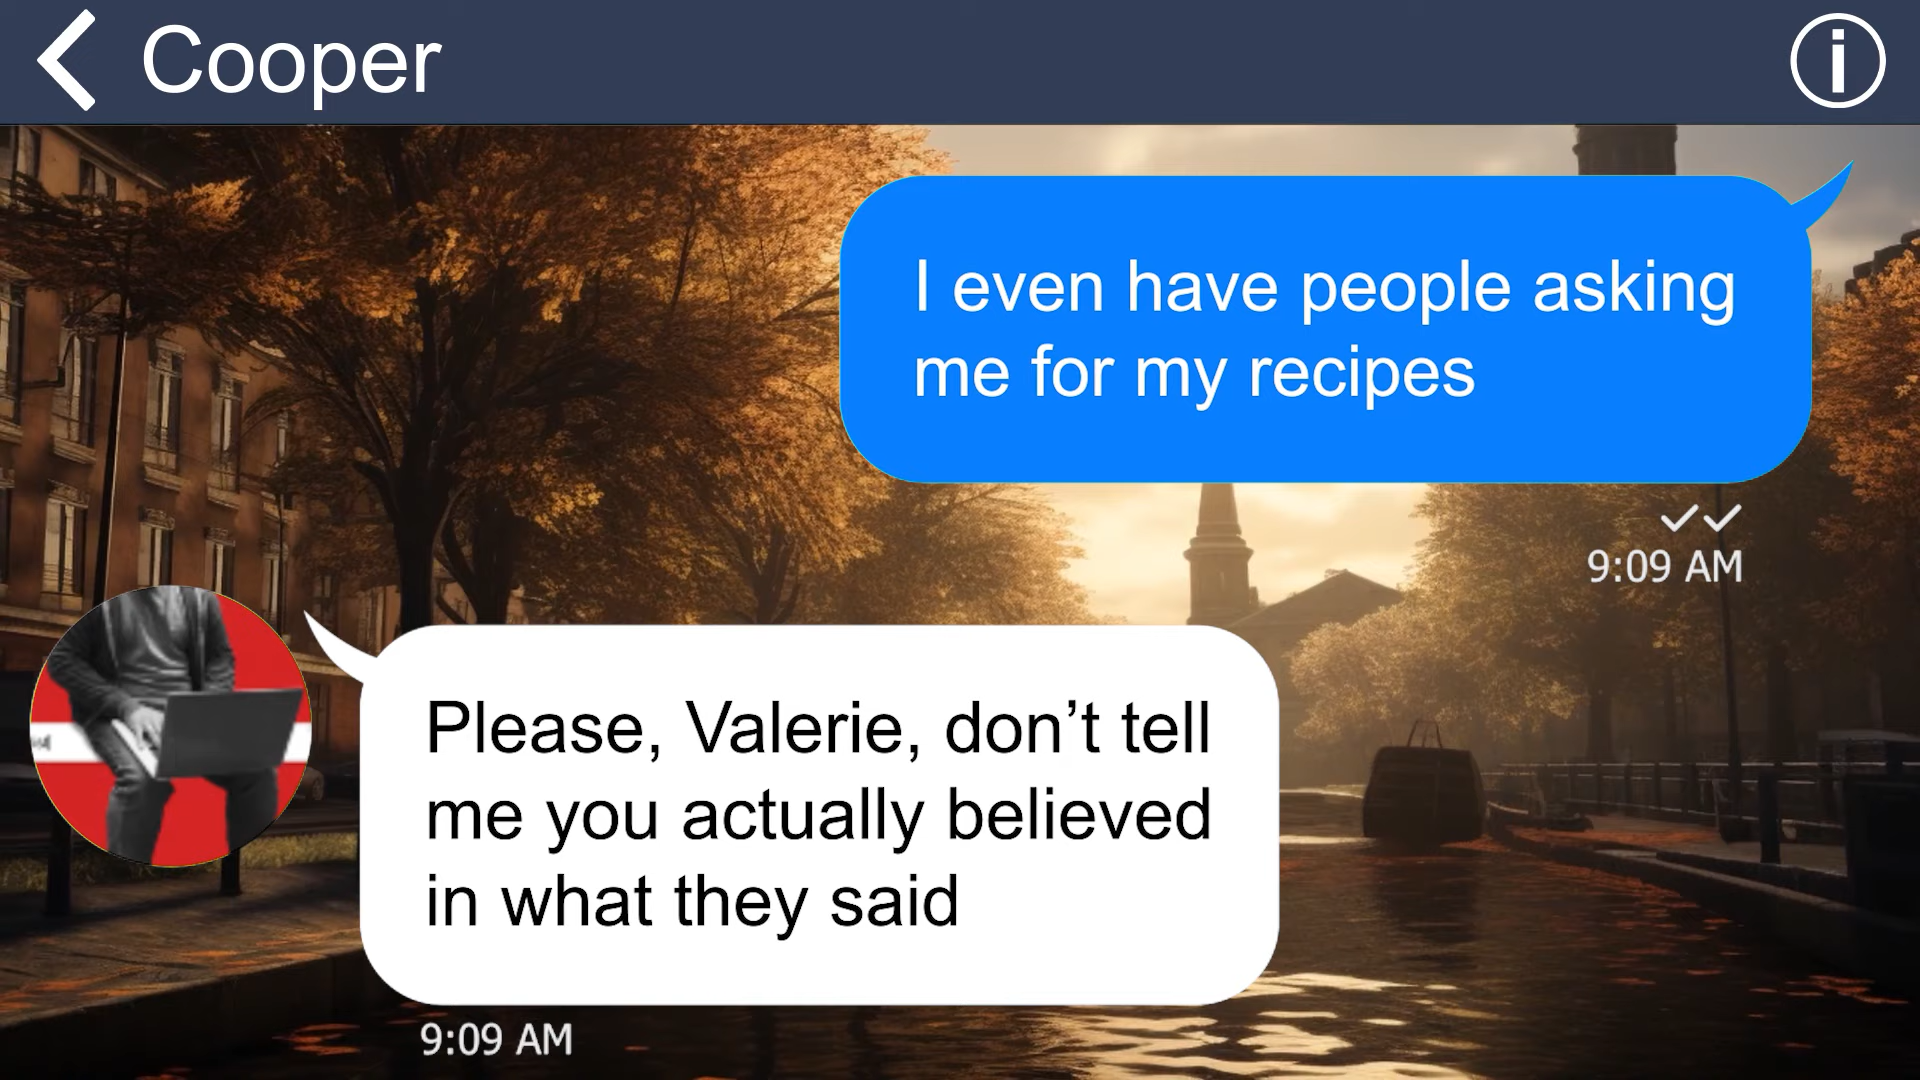 Cooper
I even have people asking
me for my recipes
9:09 AM
Please, Valerie, don’t tell
me you actually believed
in what they said
9:09 AM